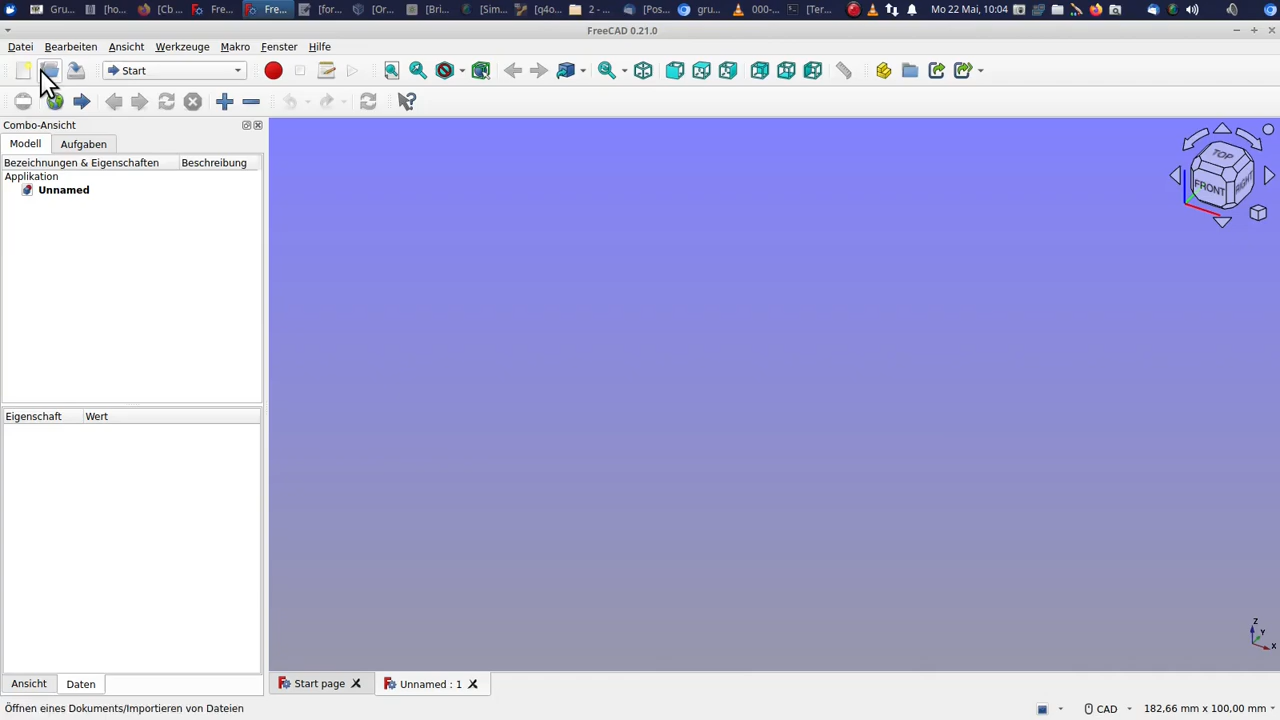 Gru... [ho... [Cb ... Fre... Fre... [for... [Or... [Bri... [Sim... [q4o... 2 - ... [Pos... gru... 000-... [Ter... Mo 22 Mai, 10:04
FreeCAD 0.21.0
Datei Bearbeiten Ansicht Werkzeuge Makro Fenster Hilfe
Start
Combo-Ansicht
Modell Aufgaben
Bezeichnungen & Eigenschaften Beschreibung
Applikation
Unnamed
TOP
FRONT RIGHT
Eigenschaft Wert
Z
Y
X
Ansicht Daten
Start page Unnamed : 1
Öffnen eines Dokuments/Importieren von Dateien CAD 182,66 mm x 100,00 mm